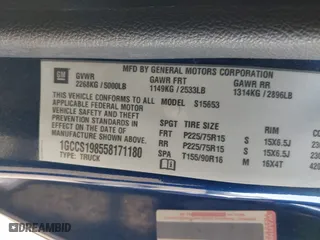 GM
MFD BY GENERAL MOTORS CORPORATION
GVWR GAWR FRT GAWR RR
2268KG / 5000LB 1149KG / 2533LB 1314KG / 2896LB
THIS VEHICLE CONFORMS TO ALL
APPLICABLE FEDERAL MOTOR VEHICLE
SAFETY AND THEFT PREVENTION
STANDARDS IN EFFECT ON THE DATE OF
MANUFACTURE SHOWN ABOVE.
1GCCS198558171180
TYPE: TRUCK
MODEL: S15653
SPT TIRE SIZE RIM
FRT P225/75R15 S 15X6.5J
RR P225/75R15 S 15X6.5J
SPA T155/90R16 M 16X4T